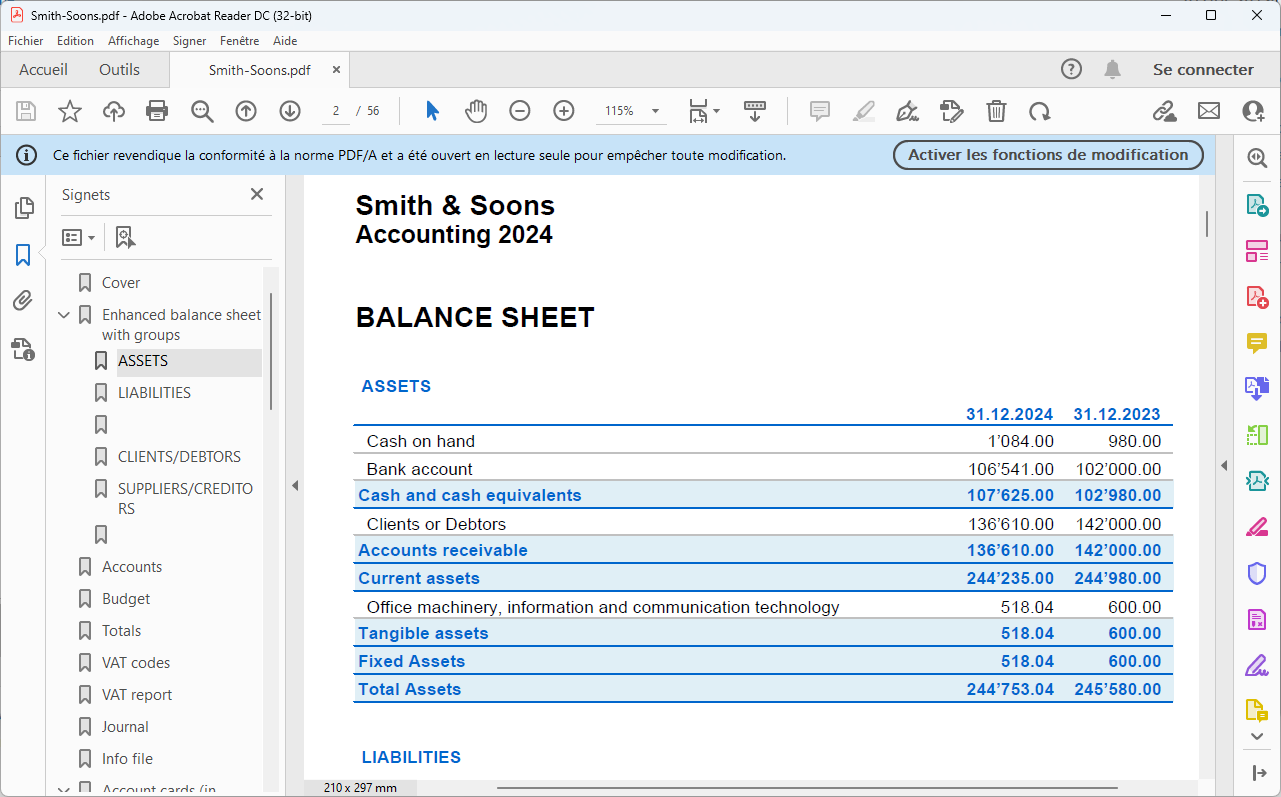 Smith-Soons.pdf - Adobe Acrobat Reader DC (32-bit)
Fichier Edition Affichage Signer Fenêtre Aide
Accueil Outils Smith-Soons.pdf × Se connecter
2 / 56 115%
Ce fichier revendique la conformité à la norme PDF/A et a été ouvert en lecture seule pour empêcher toute modification. Activer les fonctions de modification
Signets
Cover
Enhanced balance sheet
with groups
ASSETS
LIABILITIES
CLIENTS/DEBTORS
SUPPLIERS/CREDITO
RS
Accounts
Budget
Totals
VAT codes
VAT report
Journal
Info file
Account cards (in
Smith & Soons
Accounting 2024
BALANCE SHEET
ASSETS
31.12.2024 31.12.2023
Cash on hand 1’084.00 980.00
Bank account 106’541.00 102’000.00
Cash and cash equivalents 107’625.00 102’980.00
Clients or Debtors 136’610.00 142’000.00
Accounts receivable 136’610.00 142’000.00
Current assets 244’235.00 244’980.00
Office machinery, information and communication technology 518.04 600.00
Tangible assets 518.04 600.00
Fixed Assets 518.04 600.00
Total Assets 244’753.04 245’580.00
LIABILITIES
210 x 297 mm